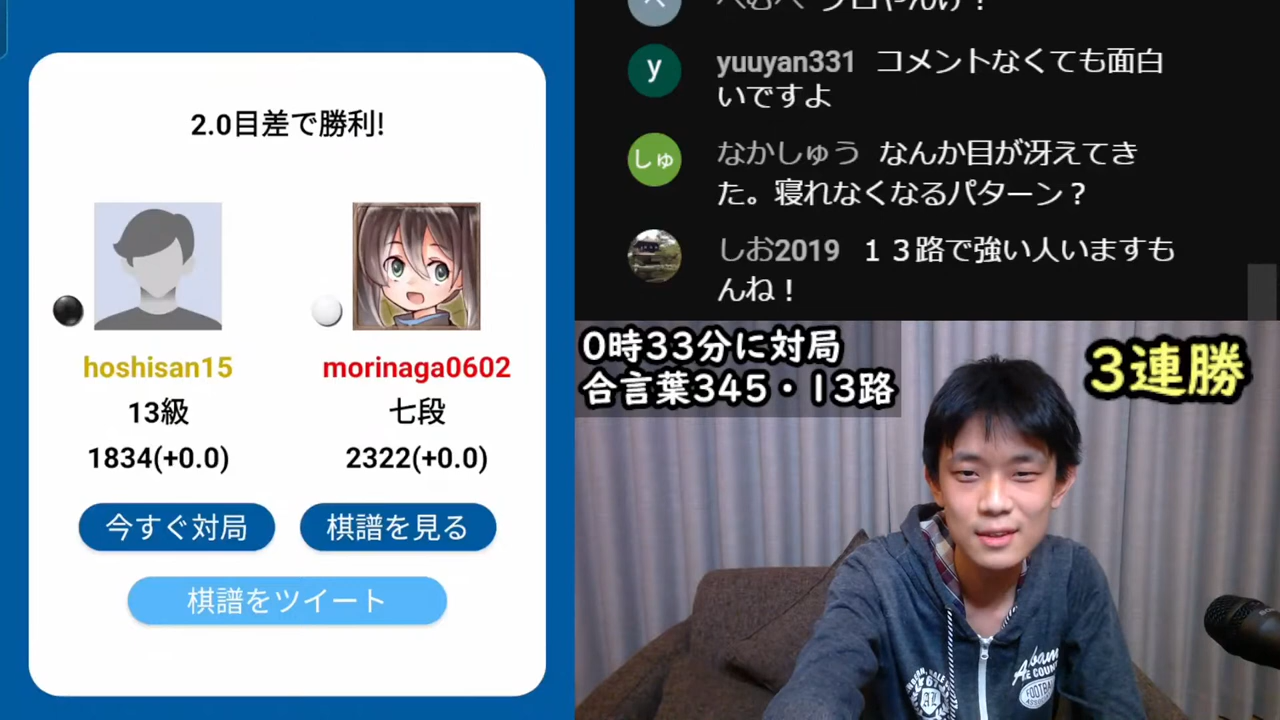 2.0目差で勝利!
hoshisan15
13級
1834(+0.0)
morinaga0602
七段
2322(+0.0)
今すぐ対局
棋譜を見る
棋譜をツイート
yuuyan331 コメントなくても面白
いですよ
しゅ
なかしゅう なんか目が冴えてき
た。寝れなくなるパターン？
しお2019 １３路で強い人いますも
んね！
0時33分に対局
合言葉345・13路
3連勝